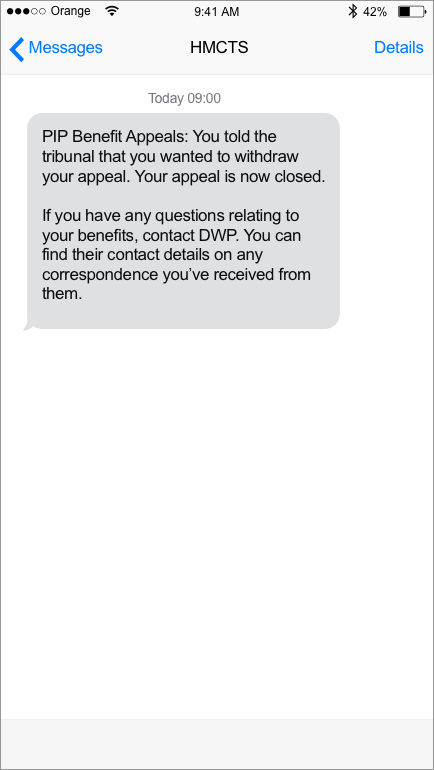 Orange 9:41 AM 42%
Messages HMCTS Details
Today 09:00
PIP Benefit Appeals: You told the
tribunal that you wanted to withdraw
your appeal. Your appeal is now closed.
If you have any questions relating to
your benefits, contact DWP. You can
find their contact details on any
correspondence you’ve received from
them.